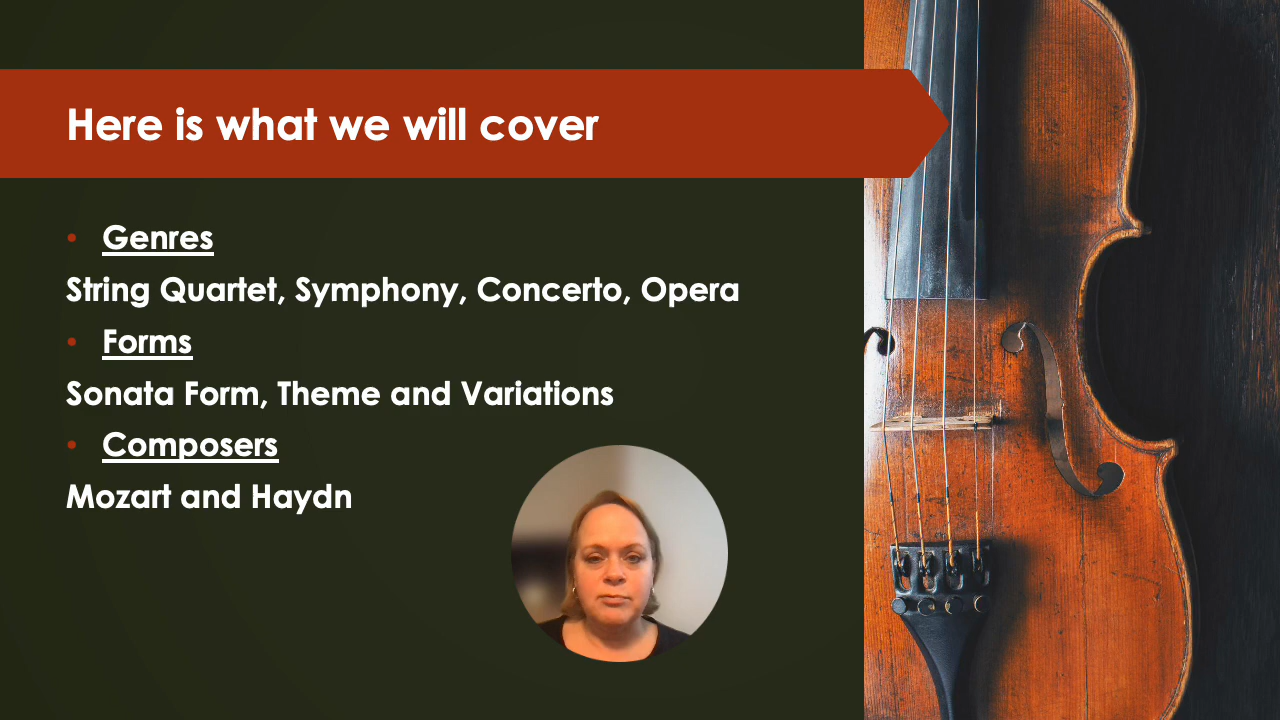 Here is what we will cover
• Genres
String Quartet, Symphony, Concerto, Opera
• Forms
Sonata Form, Theme and Variations
• Composers
Mozart and Haydn